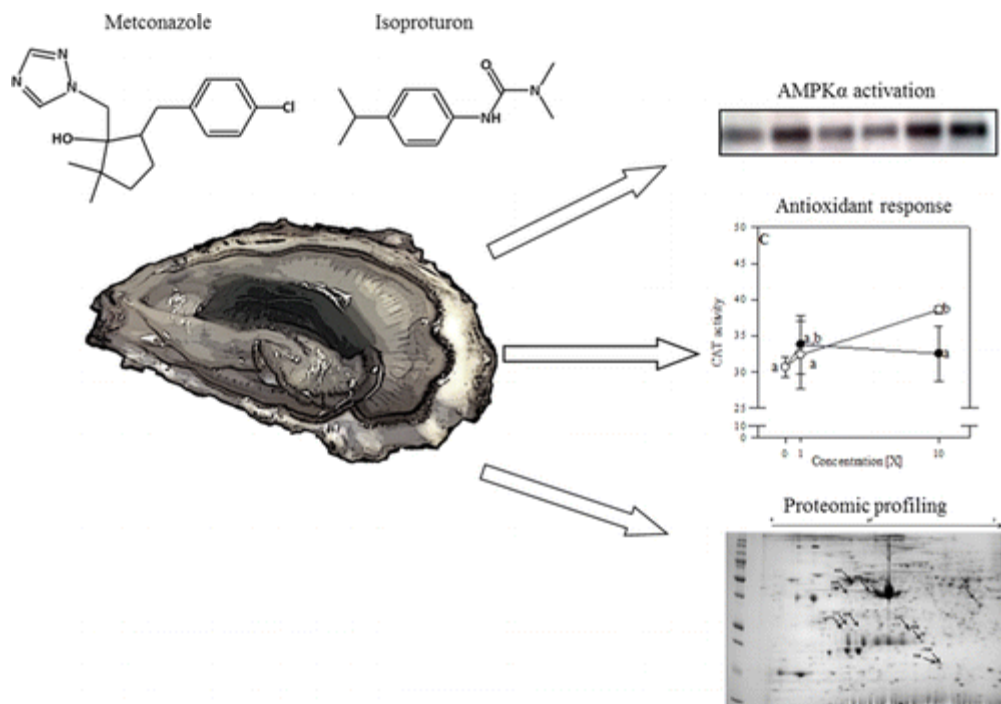 Metconazole
Isoproturon
N
N
N
HO
Cl
O
N
NH
AMPKα activation
Antioxidant response
C
50
45
40
35
30
25
10
0
CAT activity
a
a,b
a
b
a
0
1
10
Concentration [X]
Proteomic profiling